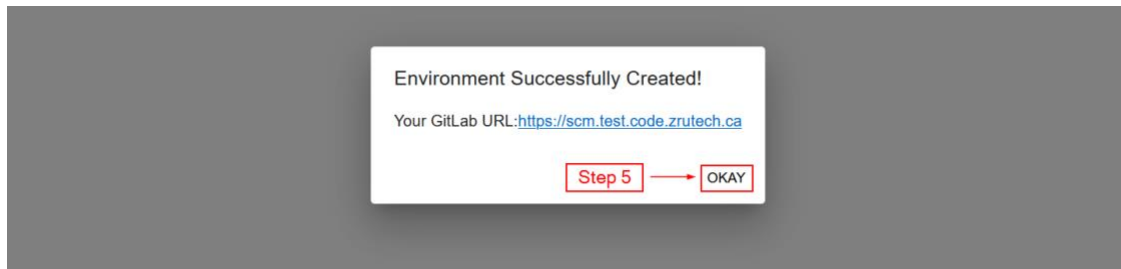 Environment Successfully Created!
Your GitLab URL:https://scm.test.code.zrutech.ca
Step 5 OKAY